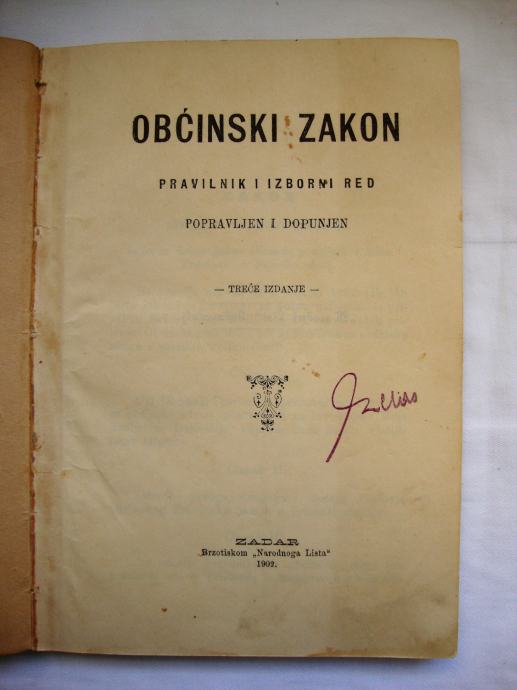 OBĆINSKI ZAKON
PRAVILNIK I IZBORNI RED
POPRAVLJEN I DOPUNJEN
— TREĆE IZDANJE —
ZADAR
Brzotiskom „Narodnoga Lista“
1902.